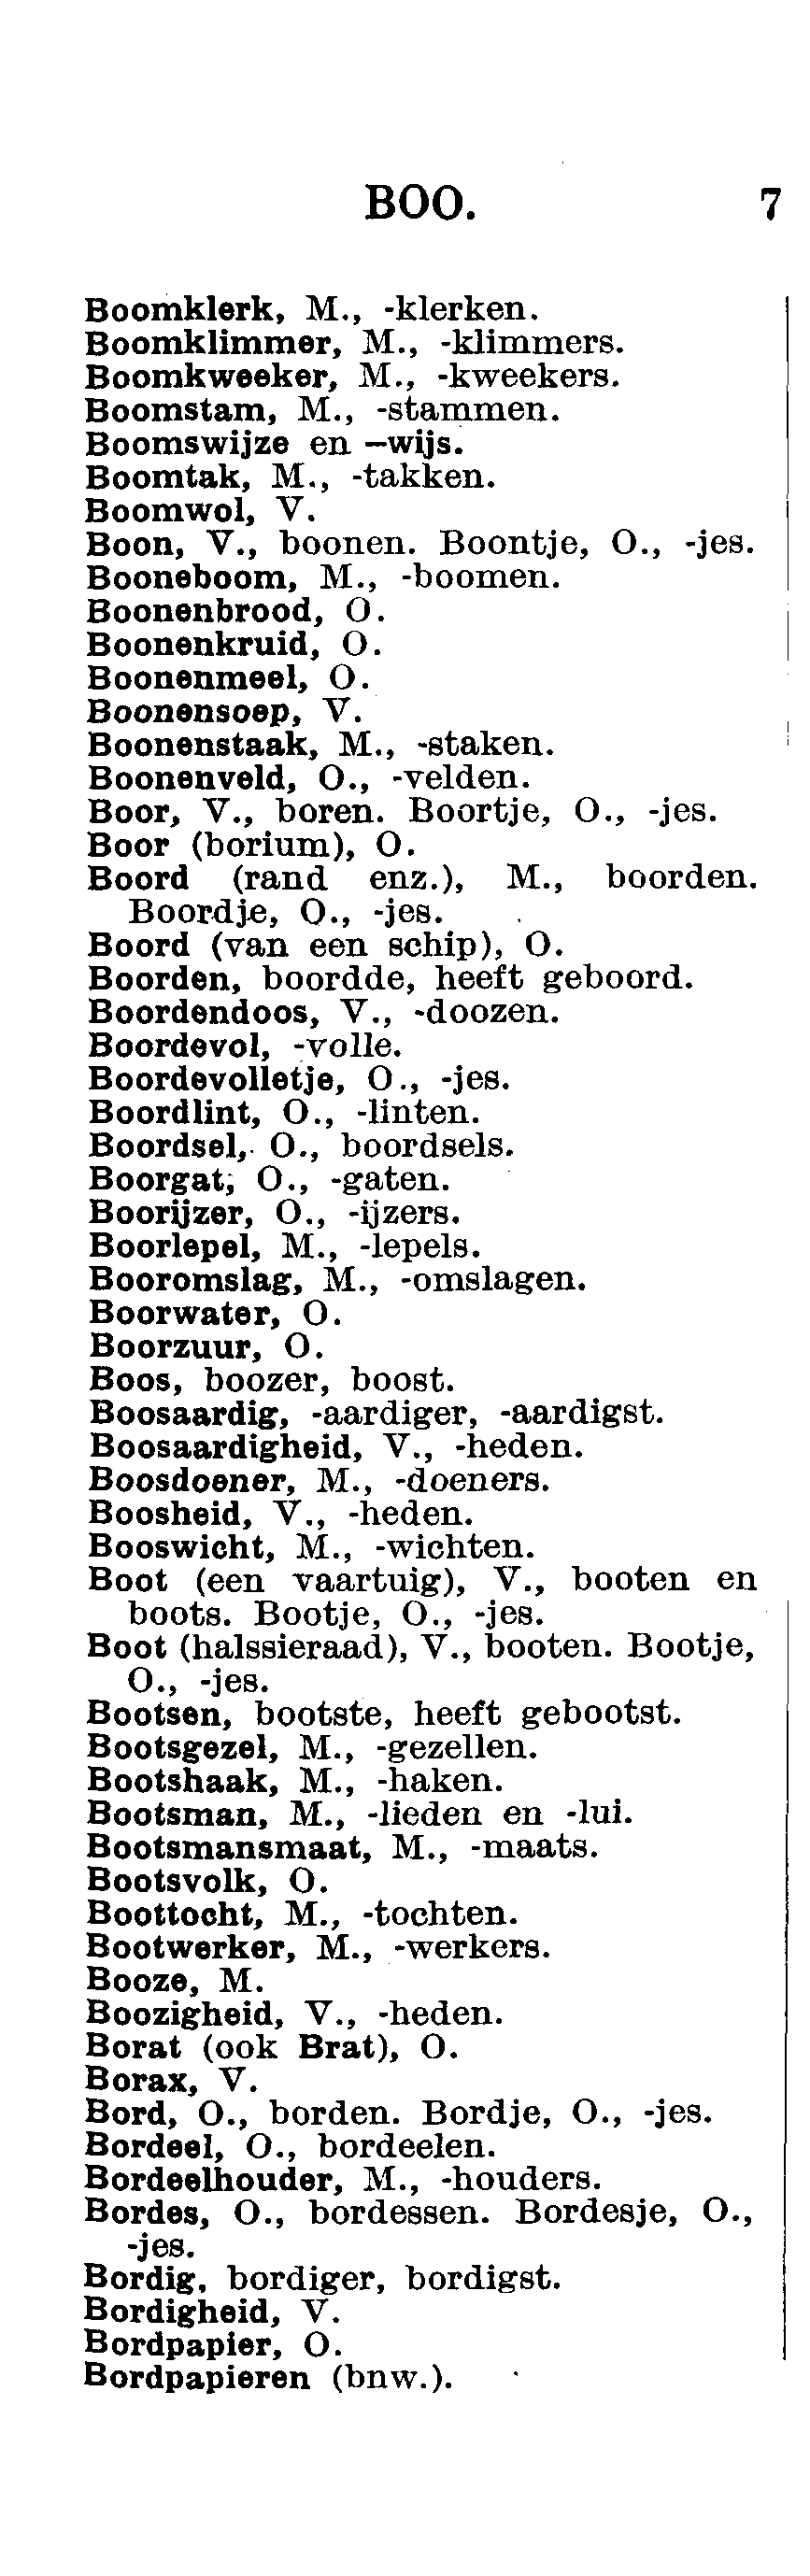 BOO. 7
Boomklerk, M., -klerken.
Boomklimmer, M., -klimmers.
Boomkweeker, M., -kweekers.
Boomstam, M., -stammen.
Boomswijze en —wijs.
Boomtak, M., -takken.
Boomwol, V.
Boon, V., boonen. Boontje, O., -jes.
Booneboom, M., -boomen.
Boonenbrood, O.
Boonenkruid, O.
Boonenmeel, O.
Boonensoep, V.
Boonenstaak, M., -staken.
Boonenveld, O., -velden.
Boor, V., boren. Boortje, O., -jes.
Boor (borium), O.
Boord (rand enz.), M., boorden.
Boordje, O., -jes.
Boord (van een schip), O.
Boorden, boordde, heeft geboord.
Boordendoos, V., -doozen.
Boordevol, -volle.
Boordevolletje, O., -jes.
Boordlint, O., -linten.
Boordsel, O., boordsels.
Boorgat, O., -gaten.
Boorijzer, O., -ijzers.
Boorlepel, M., -lepels.
Booromslag, M., -omslagen.
Boorwater, O.
Boorzuur, O.
Boos, boozer, boost.
Boosaardig, -aardiger, -aardigst.
Boosaardigheid, V., -heden.
Boosdoener, M., -doeners.
Boosheid, V., -heden.
Booswicht, M., -wichten.
Boot (een vaartuig), V., booten en
boots. Bootje, O., -jes.
Boot (halssieraad), V., booten. Bootje,
O., -jes.
Bootsen, bootste, heeft gebootst.
Bootsgezel, M., -gezellen.
Bootshaak, M., -haken.
Bootsman, M., -lieden en -lui.
Bootsmansmaat, M., -maats.
Bootsvolk, O.
Boottocht, M., -tochten.
Bootwerker, M., -werkers.
Booze, M.
Boozigheid, V., -heden.
Borat (ook Brat), O.
Borax, V.
Bord, O., borden. Bordje, O., -jes.
Bordeel, O., bordeelen.
Bordeelhouder, M., -houders.
Bordes, O., bordessen. Bordesje, O.,
-jes.
Bordig, bordiger, bordigst.
Bordigheid, V.
Bordpapier, O.
Bordpapieren (bnw.).